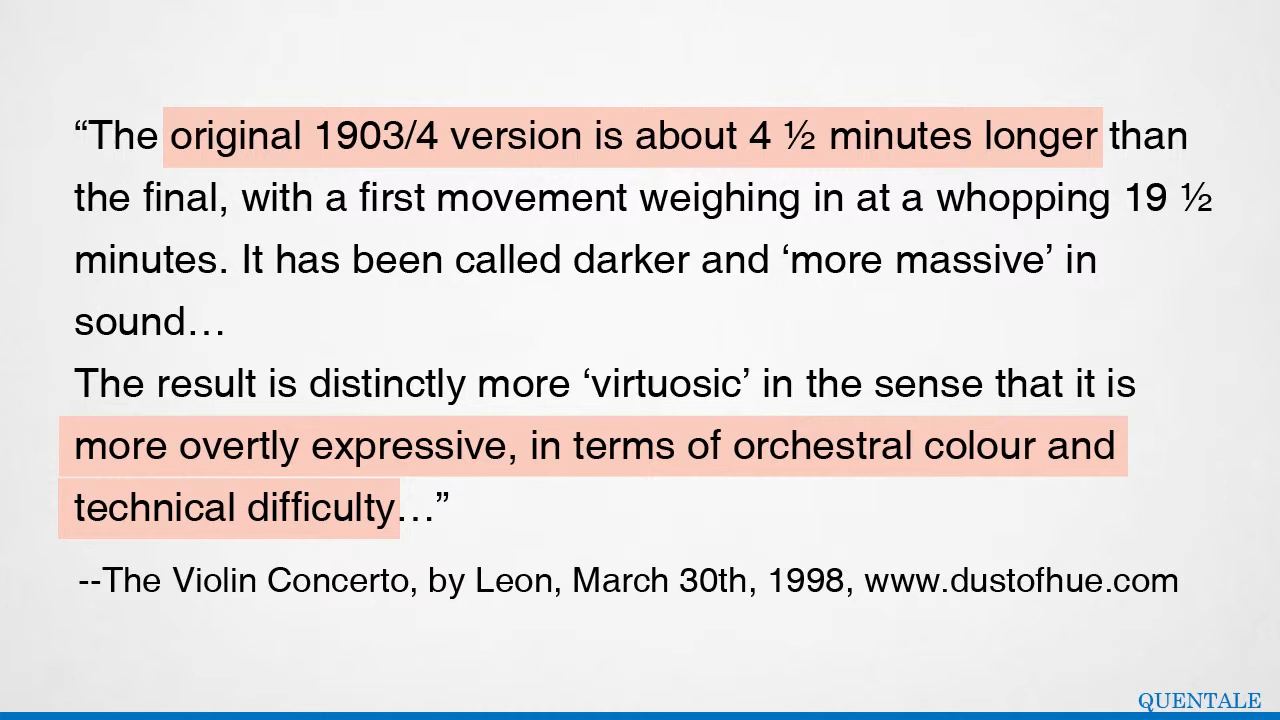 “The original 1903/4 version is about 4 ½ minutes longer than
the final, with a first movement weighing in at a whopping 19 ½
minutes. It has been called darker and ‘more massive’ in
sound…
The result is distinctly more ‘virtuosic’ in the sense that it is
more overtly expressive, in terms of orchestral colour and
technical difficulty…”
--The Violin Concerto, by Leon, March 30th, 1998, www.dustofhue.com
QUENTALE